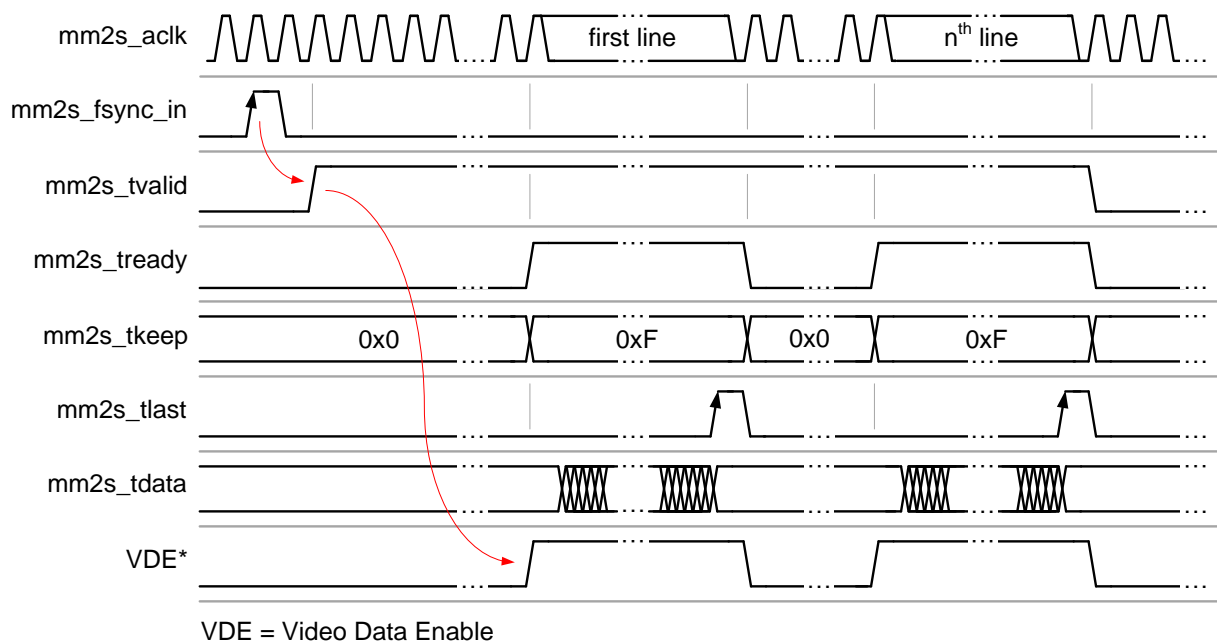 mm2s_aclk
first line
nth line
mm2s_fsync_in
mm2s_tvalid
mm2s_tready
mm2s_tkeep
0x0
0xF
0x0
0xF
mm2s_tlast
mm2s_tdata
VDE*
VDE = Video Data Enable